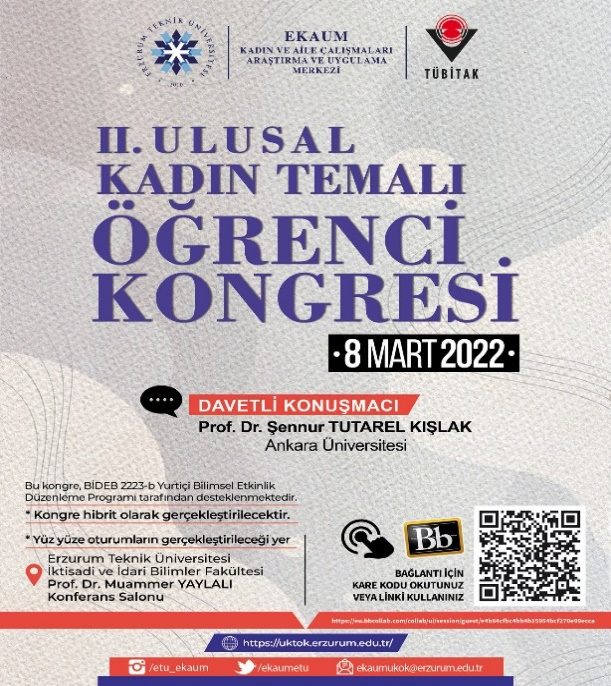 ERZURUM TEKNİK ÜNİVERSİTESİ
2010
EKAUM
KADIN VE AİLE ÇALIŞMALARI
ARAŞTIRMA VE UYGULAMA
MERKEZİ
TÜBİTAK
II. ULUSAL
KADIN TEMALI
ÖĞRENCİ
KONGRESİ
·8 MART 2022·
DAVETLİ KONUŞMACI
Prof. Dr. Şennur TUTAREL KIŞLAK
Ankara Üniversitesi
Bu kongre, BİDEB 2223-b Yurtiçi Bilimsel Etkinlik
Düzenleme Programı tarafından desteklenmektedir.
* Kongre hibrit olarak gerçekleştirilecektir.
* Yüz yüze oturumların gerçekleştirileceği yer
Erzurum Teknik Üniversitesi
İktisadi ve İdari Bilimler Fakültesi
Prof. Dr. Muammer YAYLALI
Konferans Salonu
Bb
BAĞLANTI İÇİN
KARE KODU OKUTUNUZ
VEYA LİNKİ KULLANINIZ
https://uktok.erzurum.edu.tr/
/etu_ekaum
/ekaumetu
ekaumukok@erzurum.edu.tr